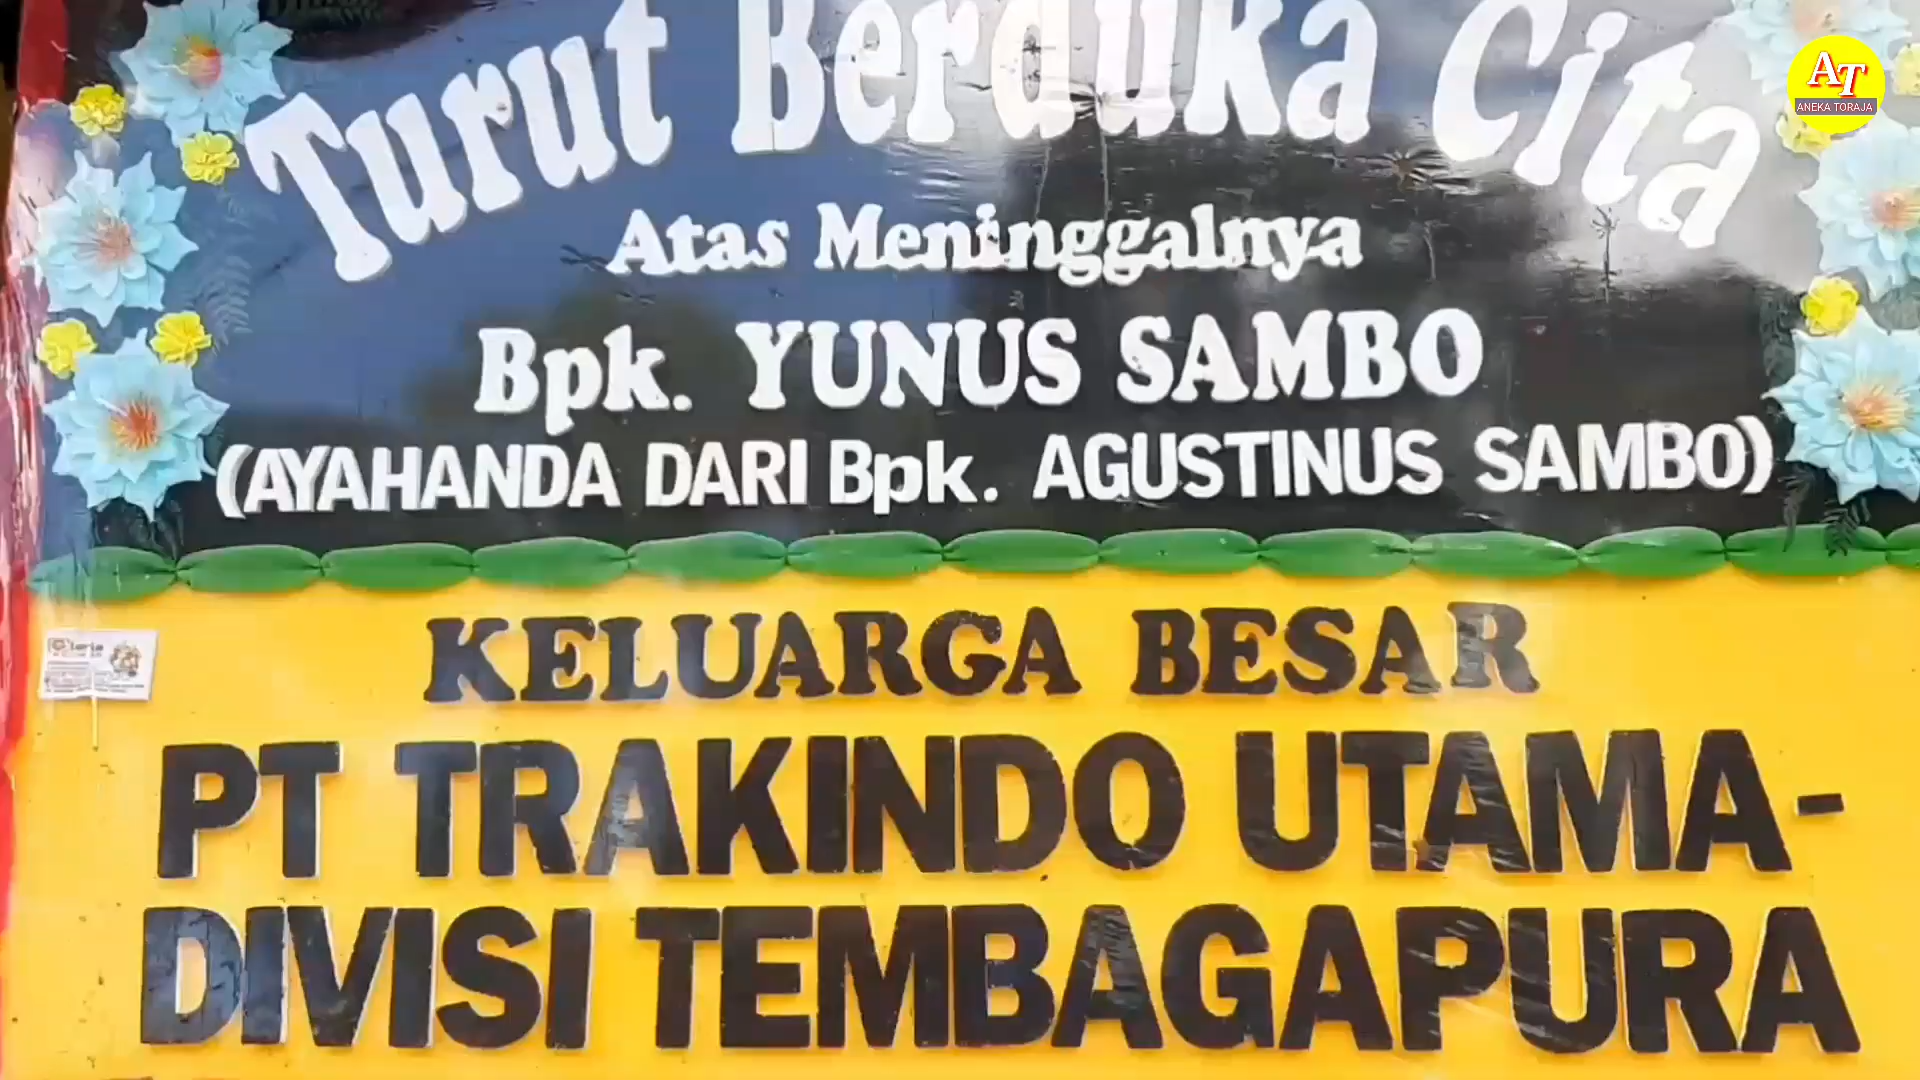 Turut Berduka Cita
Atas Meninggalnya
Bpk. YUNUS SAMBO
(AYAHANDA DARI Bpk. AGUSTINUS SAMBO)
KELUARGA BESAR
PT TRAKINDO UTAMA-
DIVISI TEMBAGAPURA
AT
ANEKA TORAJA